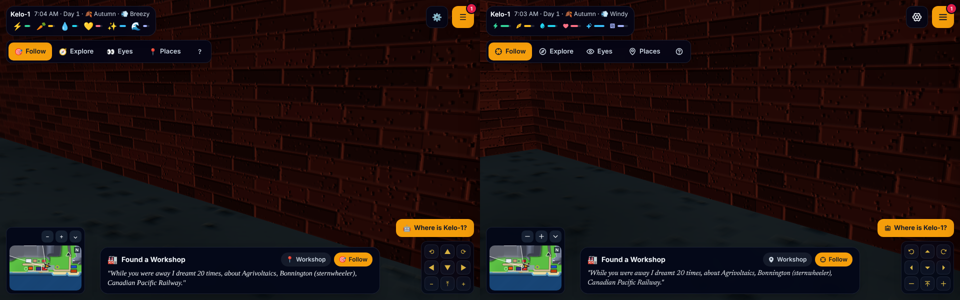 Kelo-1 7:04 AM · Day 1 · Autumn · Breezy
1
Follow Explore Eyes Places ?
Where is Kelo-1?
N
Found a Workshop Workshop Follow
"While you were away I dreamt 20 times, about Agrivoltaics, Bonnington (sternwheeler),
Canadian Pacific Railway."
Kelo-1 7:03 AM · Day 1 · Autumn · Windy
1
Follow Explore Eyes Places ?
Where is Kelo-1?
N
Found a Workshop Workshop Follow
"While you were away I dreamt 20 times, about Agrivoltaics, Bonnington (sternwheeler),
Canadian Pacific Railway."